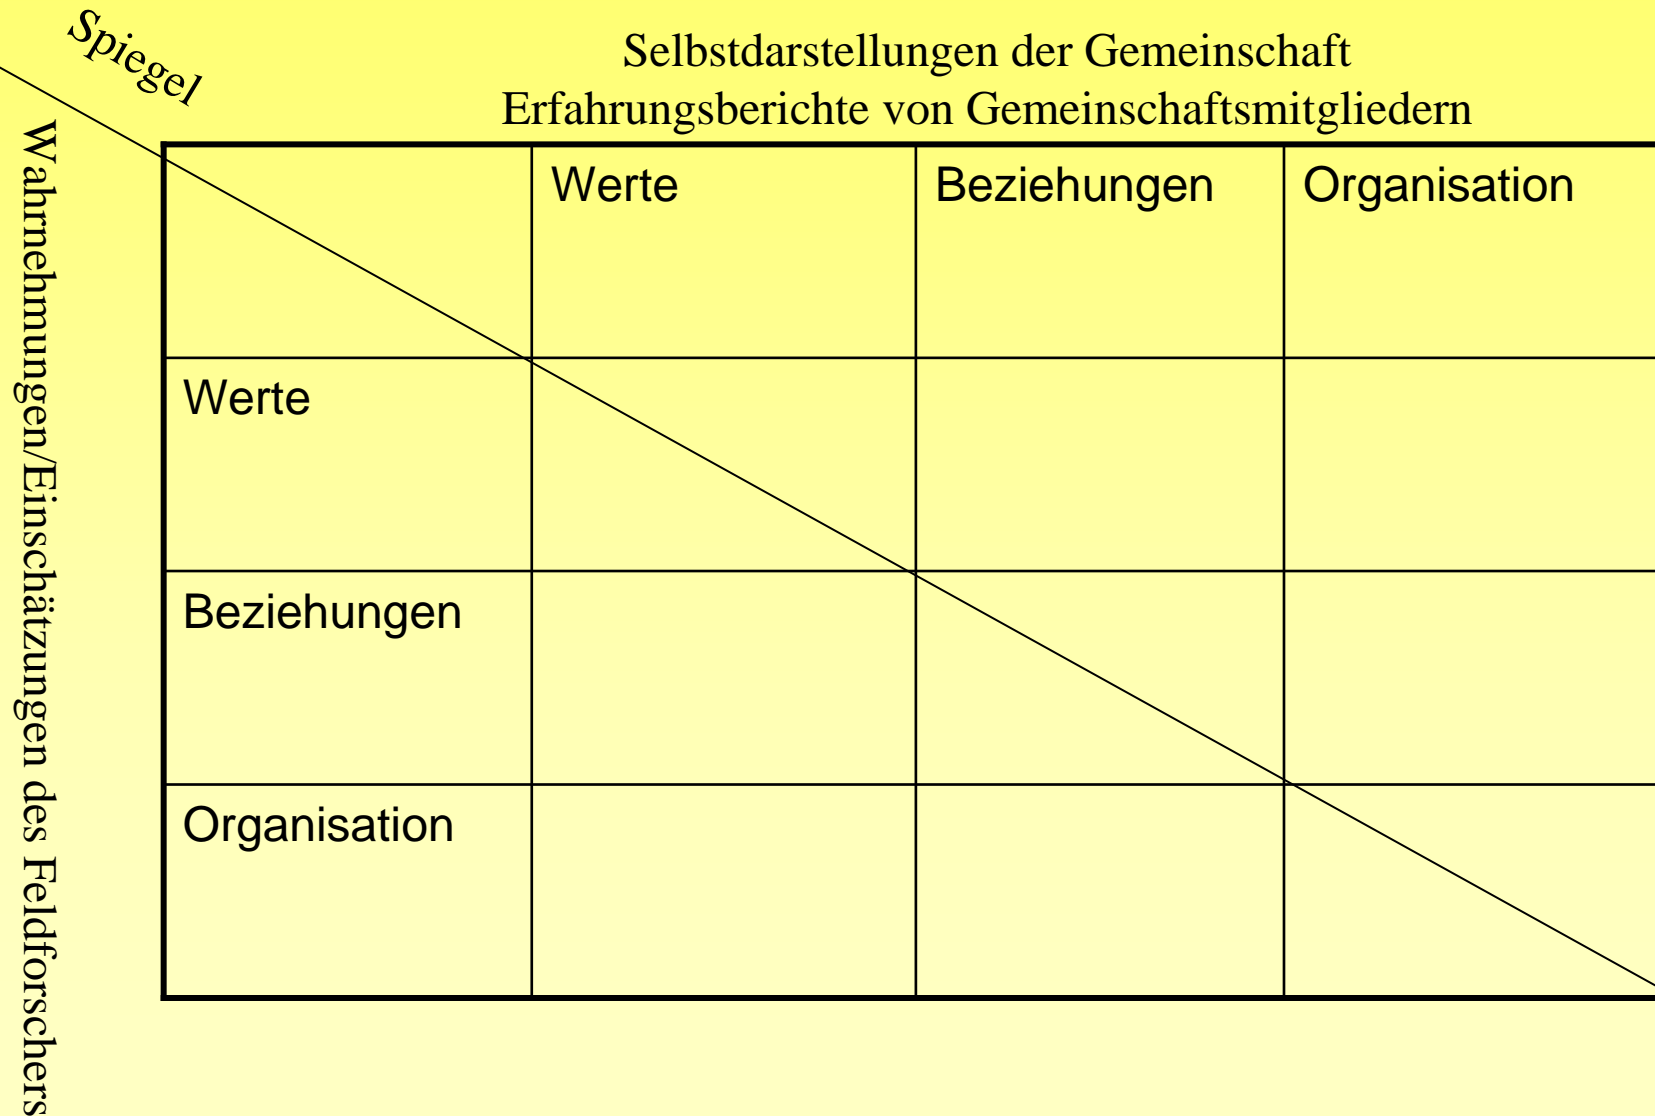 Spiegel
Selbstdarstellungen der Gemeinschaft
Erfahrungsberichte von Gemeinschaftsmitgliedern
Wahrnehmungen/Einschätzungen des Feldforschers
Werte
Beziehungen
Organisation
Werte
Beziehungen
Organisation